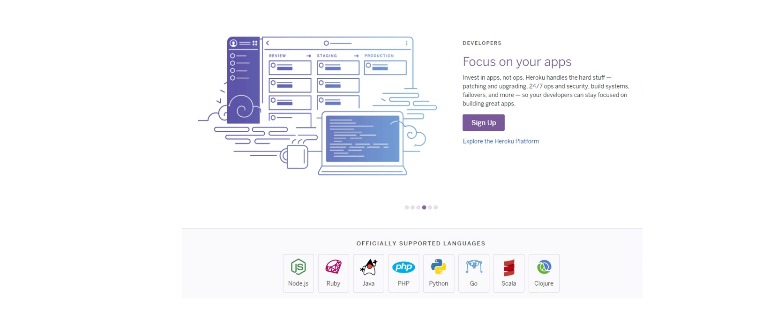 REVIEW
STAGING
PRODUCTION
DEVELOPERS
Focus on your apps
Invest in apps, not ops. Heroku handles the hard stuff —
patching and upgrading, 24/7 ops and security, build systems,
failovers, and more — so your developers can stay focused on
building great apps.
Sign Up
Explore the Heroku Platform
OFFICIALLY SUPPORTED LANGUAGES
JS
php
Node.js
Ruby
Java
PHP
Python
Go
Scala
Clojure